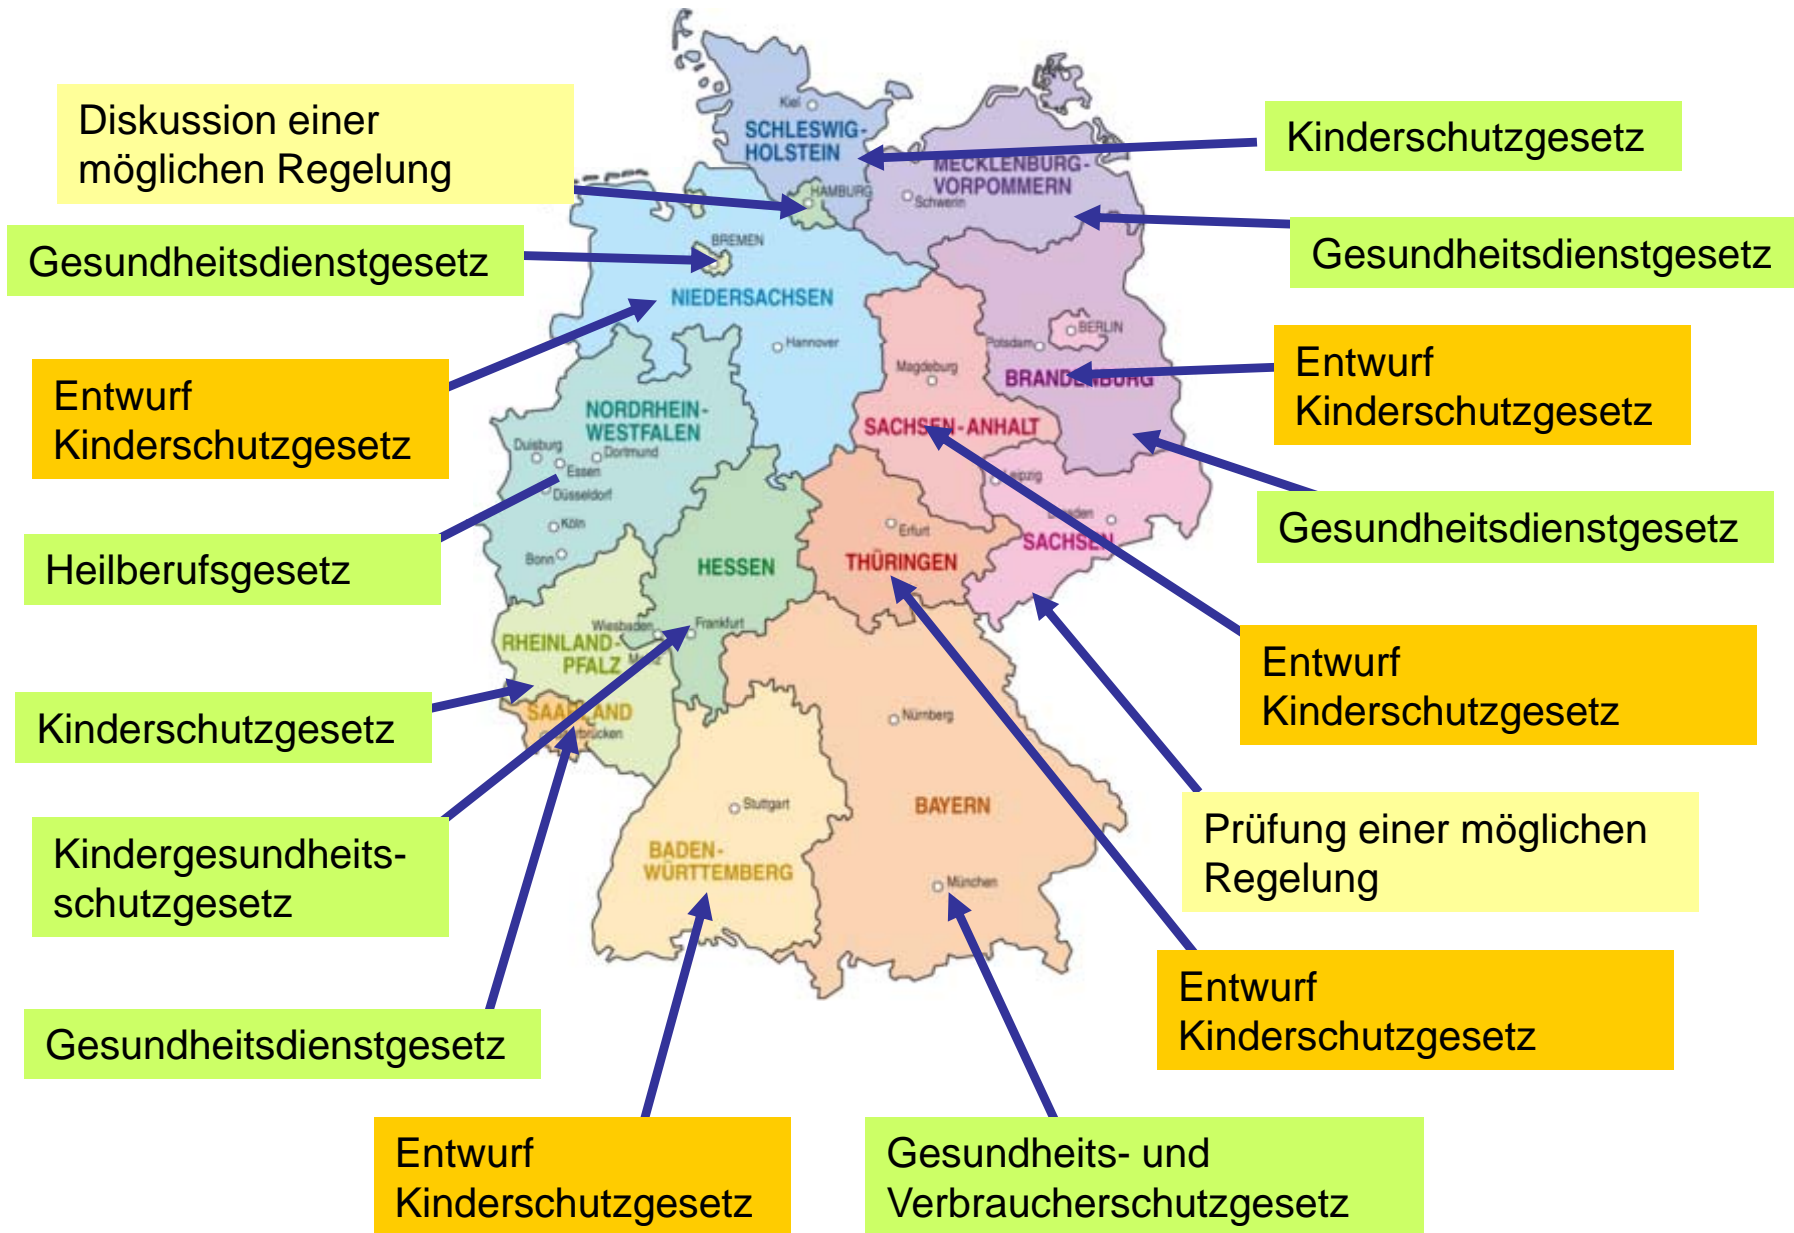 Kiel
Diskussion einer
möglichen Regelung
SCHLESWIG-
HOLSTEIN
Kinderschutzgesetz
MECKLENBURG-
VORPOMMERN
Schwerin
HAMBURG
Gesundheitsdienstgesetz
BREMEN
Gesundheitsdienstgesetz
NIEDERSACHSEN
Hannover
BERLIN
Potsdam
Entwurf
Kinderschutzgesetz
Magdeburg
BRANDENBURG
Entwurf
Kinderschutzgesetz
NORDRHEIN-
WESTFALEN
SACHSEN-ANHALT
Duisburg
Dortmund
Essen
Düsseldorf
Leipzig
Köln
Bonn
Erfurt
Dresden
Gesundheitsdienstgesetz
SACHSEN
Heilberufsgesetz
HESSEN
THÜRINGEN
Wiesbaden
Frankfurt
RHEINLAND-
PFALZ
Entwurf
Kinderschutzgesetz
Kinderschutzgesetz
SAARLAND
Nürnberg
Stuttgart
BAYERN
Prüfung einer möglichen
Regelung
Kindergesundheits-
schutzgesetz
BADEN-
WÜRTTEMBERG
München
Entwurf
Kinderschutzgesetz
Gesundheitsdienstgesetz
Entwurf
Kinderschutzgesetz
Gesundheits- und
Verbraucherschutzgesetz